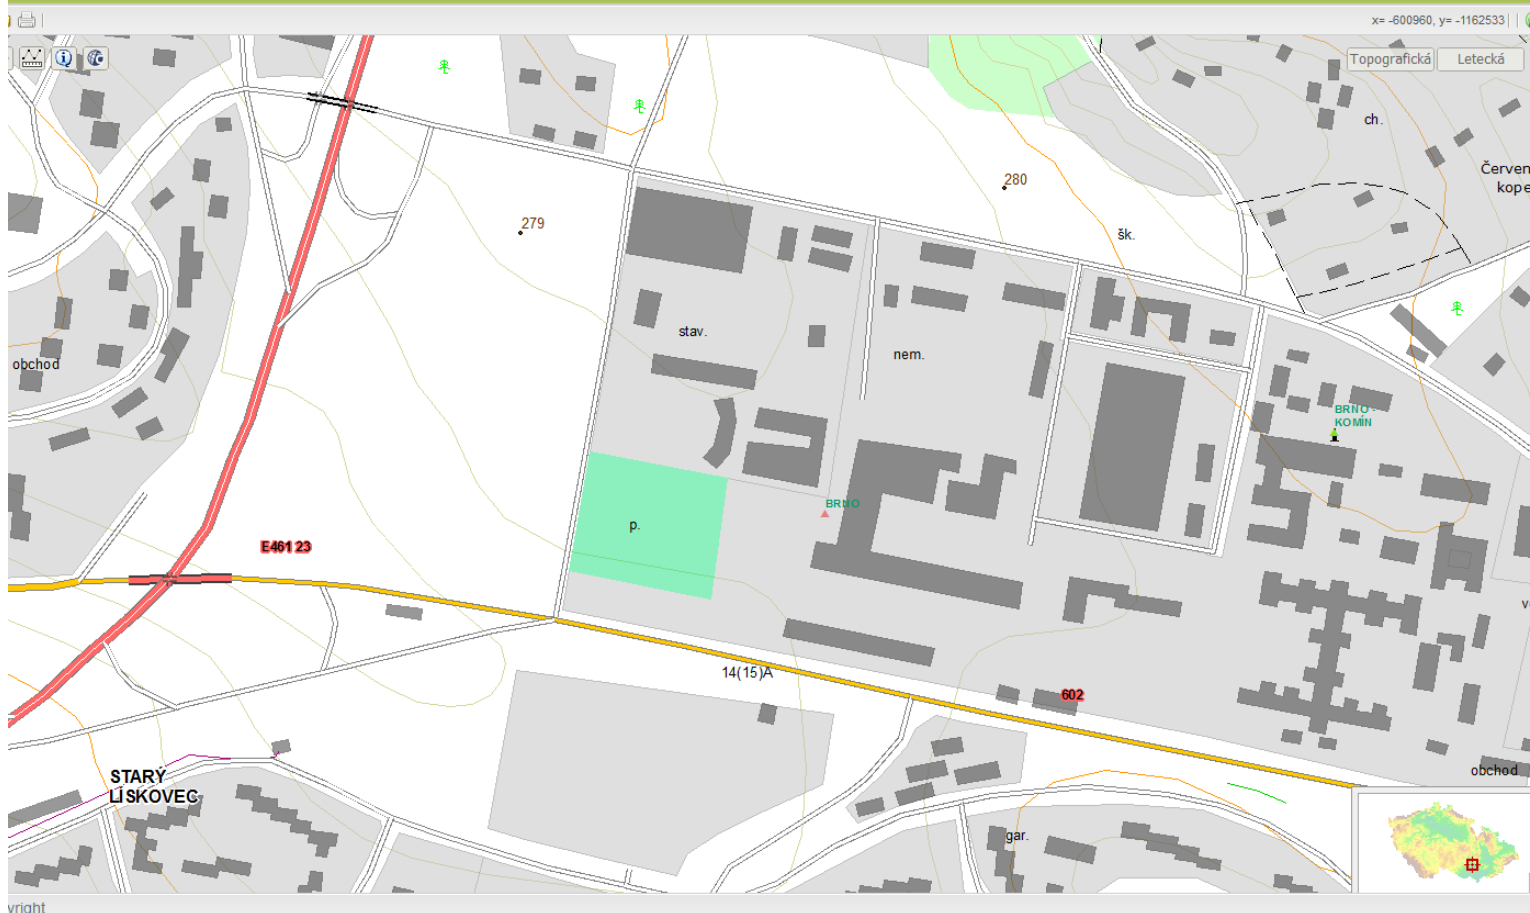 x= -600960, y= -1162533
Topografická
Letecká
ch.
Červen
kope
280
279
šk.
stav.
nem.
obchod
BRNO -
KOMÍN
BRNO
p.
E461 23
14(15)A
602
STARÝ
LÍSKOVEC
obchod
gar.
v
yright